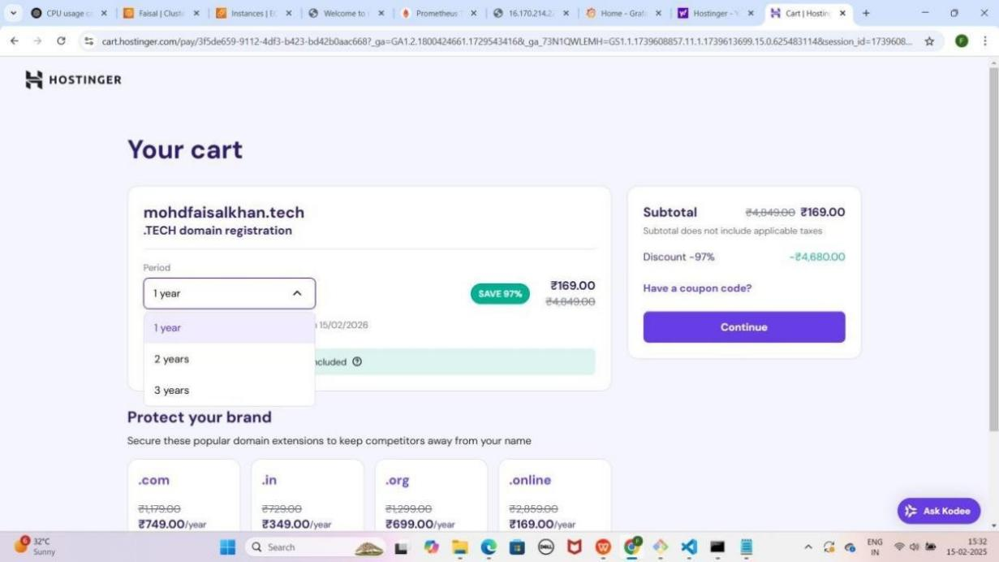 CPU usage c
Faisal | Cluste
Instances | E
Welcome to
Prometheus
16.170.214.2
Home - Graf
Hostinger -
Cart | Hostin
cart.hostinger.com/pay/3f5de659-9112-4df3-b423-bd42b0aac668?_ga=GA1.2.1800424661.1729543416&_ga_73N1QWLEMH=GS1.1.1739608857.11.1.1739613699.15.0.625483114&session_id=1739608...
F
HOSTINGER
Your cart
mohdfaisalkhan.tech
.TECH domain registration
Period
1 year
SAVE 97%
₹169.00
₹4,849.00
1 year
2 years
3 years
15/02/2026
ncluded
Subtotal ₹4,849.00 ₹169.00
Subtotal does not include applicable taxes
Discount -97% -₹4,680.00
Have a coupon code?
Continue
Protect your brand
Secure these popular domain extensions to keep competitors away from your name
.com
₹1,179.00
₹749.00/year
.in
₹729.00
₹349.00/year
.org
₹1,299.00
₹699.00/year
.online
₹2,859.00
₹169.00/year
Ask Kodee
6
32°C
Sunny
Search
DELL
ENG
IN
15:32
15-02-2025